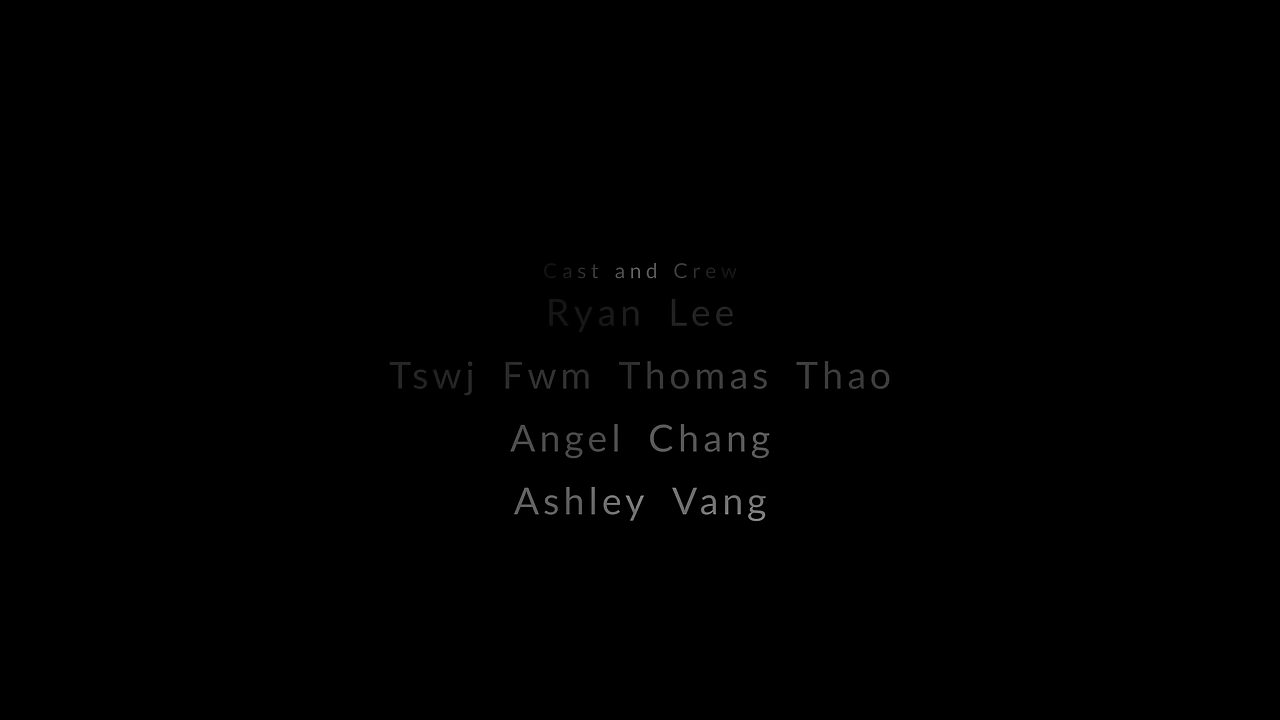 Cast and Crew
Ryan Lee
Tswj Fwm Thomas Thao
Angel Chang
Ashley Vang